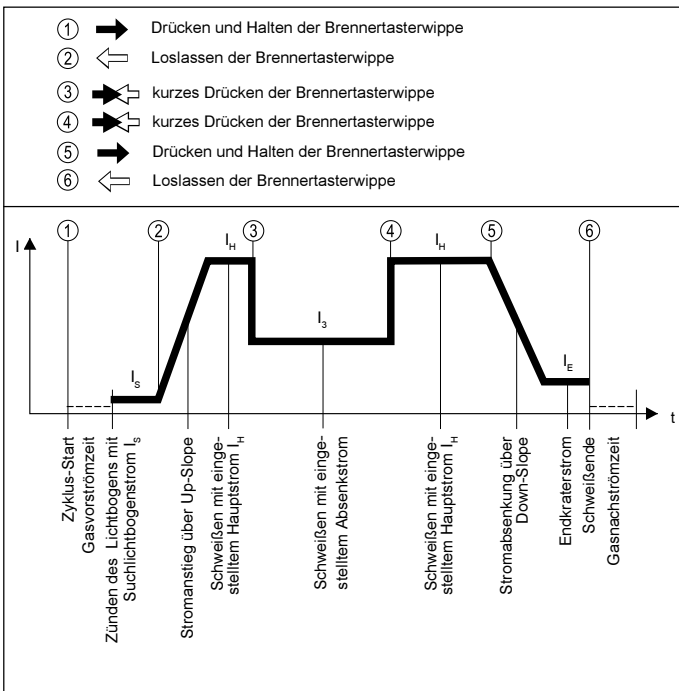 1 Drücken und Halten der Brennertasterwippe
2 Loslassen der Brennertasterwippe
3 kurzes Drücken der Brennertasterwippe
4 kurzes Drücken der Brennertasterwippe
5 Drücken und Halten der Brennertasterwippe
6 Loslassen der Brennertasterwippe
1 2 3 4 5 6
I
I_H
I_H
I_3
I_S
I_E
t
Zyklus-Start
Gasvorströmzeit
Zünden des Lichtbogens mit
Suchlichtbogenstrom I_S
Stromanstieg über Up-Slope
Schweißen mit einge-
stelltem Hauptstrom I_H
Schweißen mit einge-
stelltem Absenkstrom
Schweißen mit einge-
stelltem Hauptstrom I_H
Stromabsenkung über
Down-Slope
Endkraterstrom
Schweißende
Gasnachströmzeit